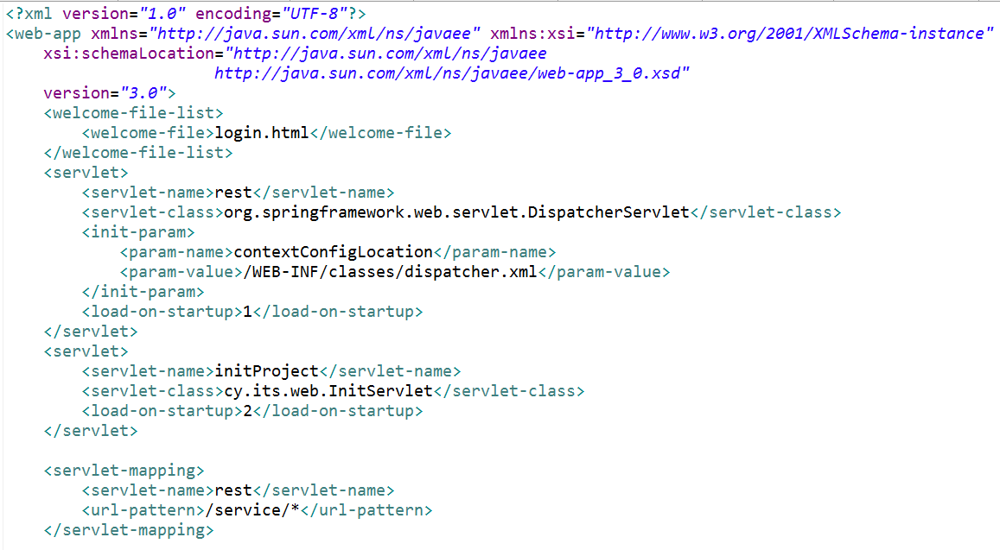 <?xml version="1.0" encoding="UTF-8"?>
<web-app xmlns="http://java.sun.com/xml/ns/javaee" xmlns:xsi="http://www.w3.org/2001/XMLSchema-instance"
xsi:schemaLocation="http://java.sun.com/xml/ns/javaee
http://java.sun.com/xml/ns/javaee/web-app_3_0.xsd"
version="3.0">
<welcome-file-list>
<welcome-file>login.html</welcome-file>
</welcome-file-list>
<servlet>
<servlet-name>rest</servlet-name>
<servlet-class>org.springframework.web.servlet.DispatcherServlet</servlet-class>
<init-param>
<param-name>contextConfigLocation</param-name>
<param-value>/WEB-INF/classes/dispatcher.xml</param-value>
</init-param>
<load-on-startup>1</load-on-startup>
</servlet>
<servlet>
<servlet-name>initProject</servlet-name>
<servlet-class>cy.its.web.InitServlet</servlet-class>
<load-on-startup>2</load-on-startup>
</servlet>
<servlet-mapping>
<servlet-name>rest</servlet-name>
<url-pattern>/service/*</url-pattern>
</servlet-mapping>